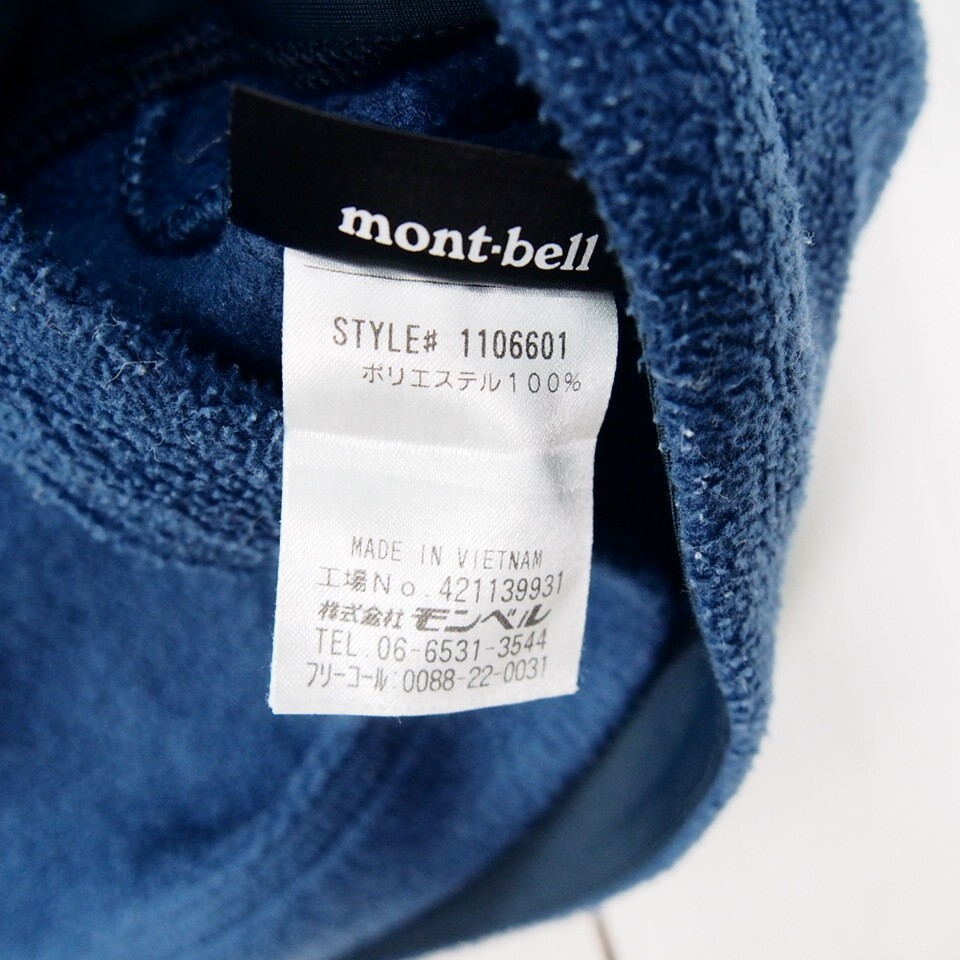 mont-bell
STYLE# 1106601
ポリエステル100%
MADE IN VIETNAM
工場No.421139931
株式会社モンベル
TEL.06-6531-3544
フリーコール:0088-22-0031